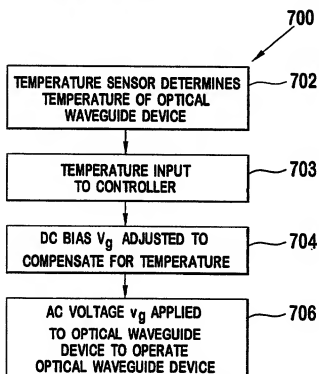 700
TEMPERATURE SENSOR DETERMINES
702
TEMPERATURE OF OPTICAL
WAVEGUIDE DEVICE
TEMPERATURE INPUT
703
TO CONTROLLER
DC BIAS Vg ADJUSTED TO
704
COMPENSATE FOR TEMPERATURE
AC VOLTAGE vg APPLIED
706
TO OPTICAL WAVEGUIDE
DEVICE TO OPERATE
OPTICAL WAVEGUIDE DEVICE